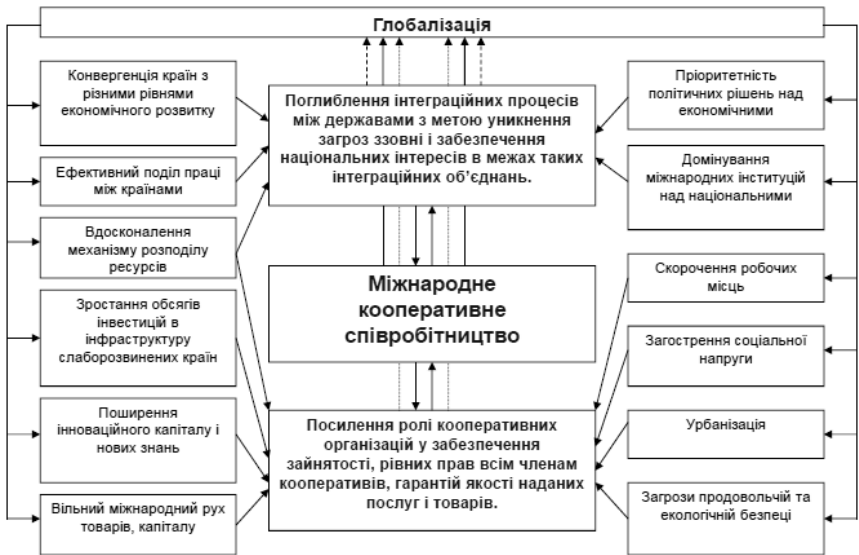 Глобалізація
Конвергенція країн з
різними рівнями
економічного розвитку
Ефективний поділ праці
між країнами
Вдосконалення
механізму розподілу
ресурсів
Зростання обсягів
інвестицій в
інфраструктуру
слаборозвинених країн
Поширення
інноваційного капіталу і
нових знань
Вільний міжнародний рух
товарів, капіталу
Поглиблення інтеграційних процесів
між державами з метою уникнення
загроз ззовні і забезпечення
національних інтересів в межах таких
інтеграційних об’єднань.
Міжнародне
кооперативне
співробітництво
Посилення ролі кооперативних
організацій у забезпечення
зайнятості, рівних прав всім членам
кооперативів, гарантій якості наданих
послуг і товарів.
Пріоритетність
політичних рішень над
економічними
Домінування
міжнародних інституцій
над національними
Скорочення робочих
місць
Загострення соціальної
напруги
Урбанізація
Загрози продовольчій та
екологічній безпеці